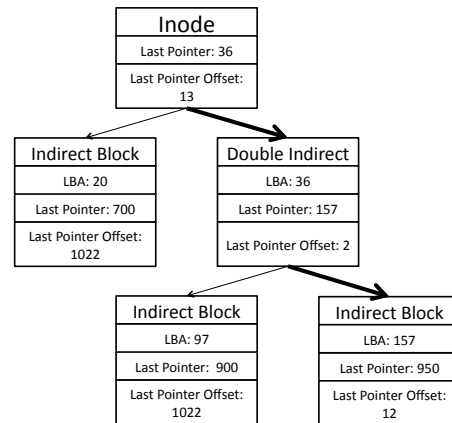 Inode
Last Pointer: 36
Last Pointer Offset:
13
Indirect Block
LBA: 20
Last Pointer: 700
Last Pointer Offset:
1022
Double Indirect
LBA: 36
Last Pointer: 157
Last Pointer Offset: 2
Indirect Block
LBA: 97
Last Pointer: 900
Last Pointer Offset:
1022
Indirect Block
LBA: 157
Last Pointer: 950
Last Pointer Offset:
12